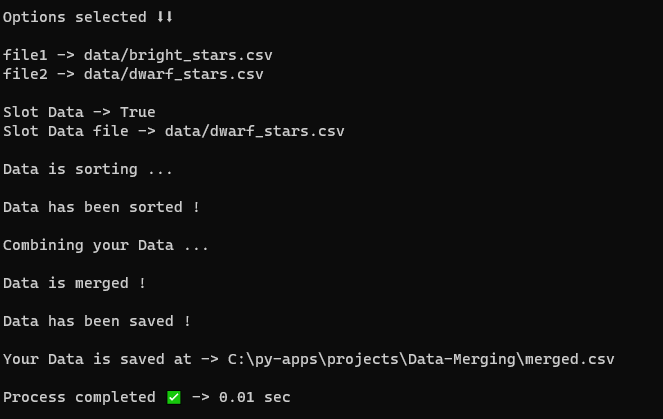 Options selected ⬇⬇
file1 -> data/bright_stars.csv
file2 -> data/dwarf_stars.csv
Slot Data -> True
Slot Data file -> data/dwarf_stars.csv
Data is sorting ...
Data has been sorted !
Combining your Data ...
Data is merged !
Data has been saved !
Your Data is saved at -> C:\py-apps\projects\Data-Merging\merged.csv
Process completed ✅ -> 0.01 sec